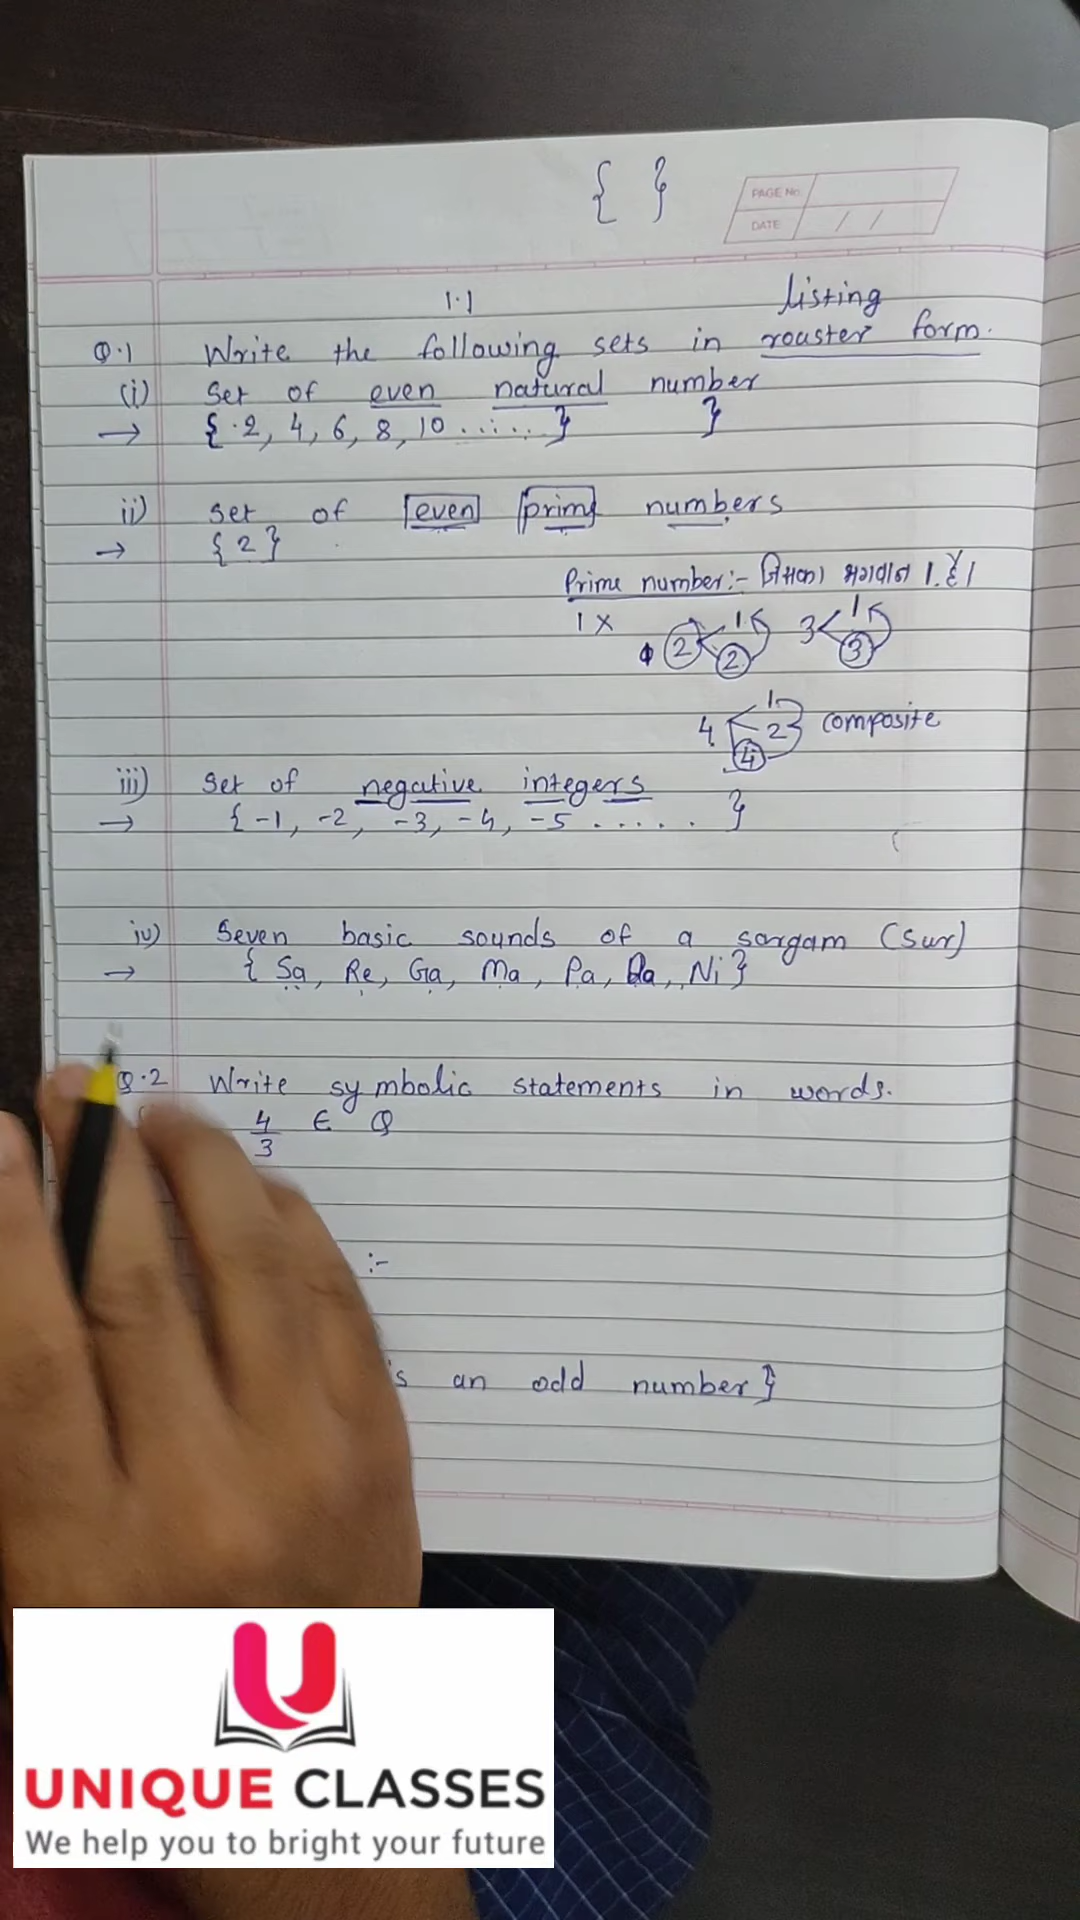 { }
PAGE No.
DATE / /
1.1
listing
Q.1 Write the following sets in rouster form.
(i) Set of even natural number
→ {.2, 4, 6, 8, 10 ...... } }
ii) Set of even prime numbers
→ { 2 }
Prime number:- 1 है।
1 X
2 1 2 3 1 3
4 1 2 4 composite
iii) Set of negative integers
→ { -1, -2, -3, -4, -5 ..... . }
iv) Seven basic sounds of a sargam (sur)
→ { Sa, Re, Ga, Ma, Pa, Da, Ni }
Q.2 Write symbolic statements in words.
4/3 ∈ Q
:-
is an odd number }
UNIQUE CLASSES
We help you to bright your future